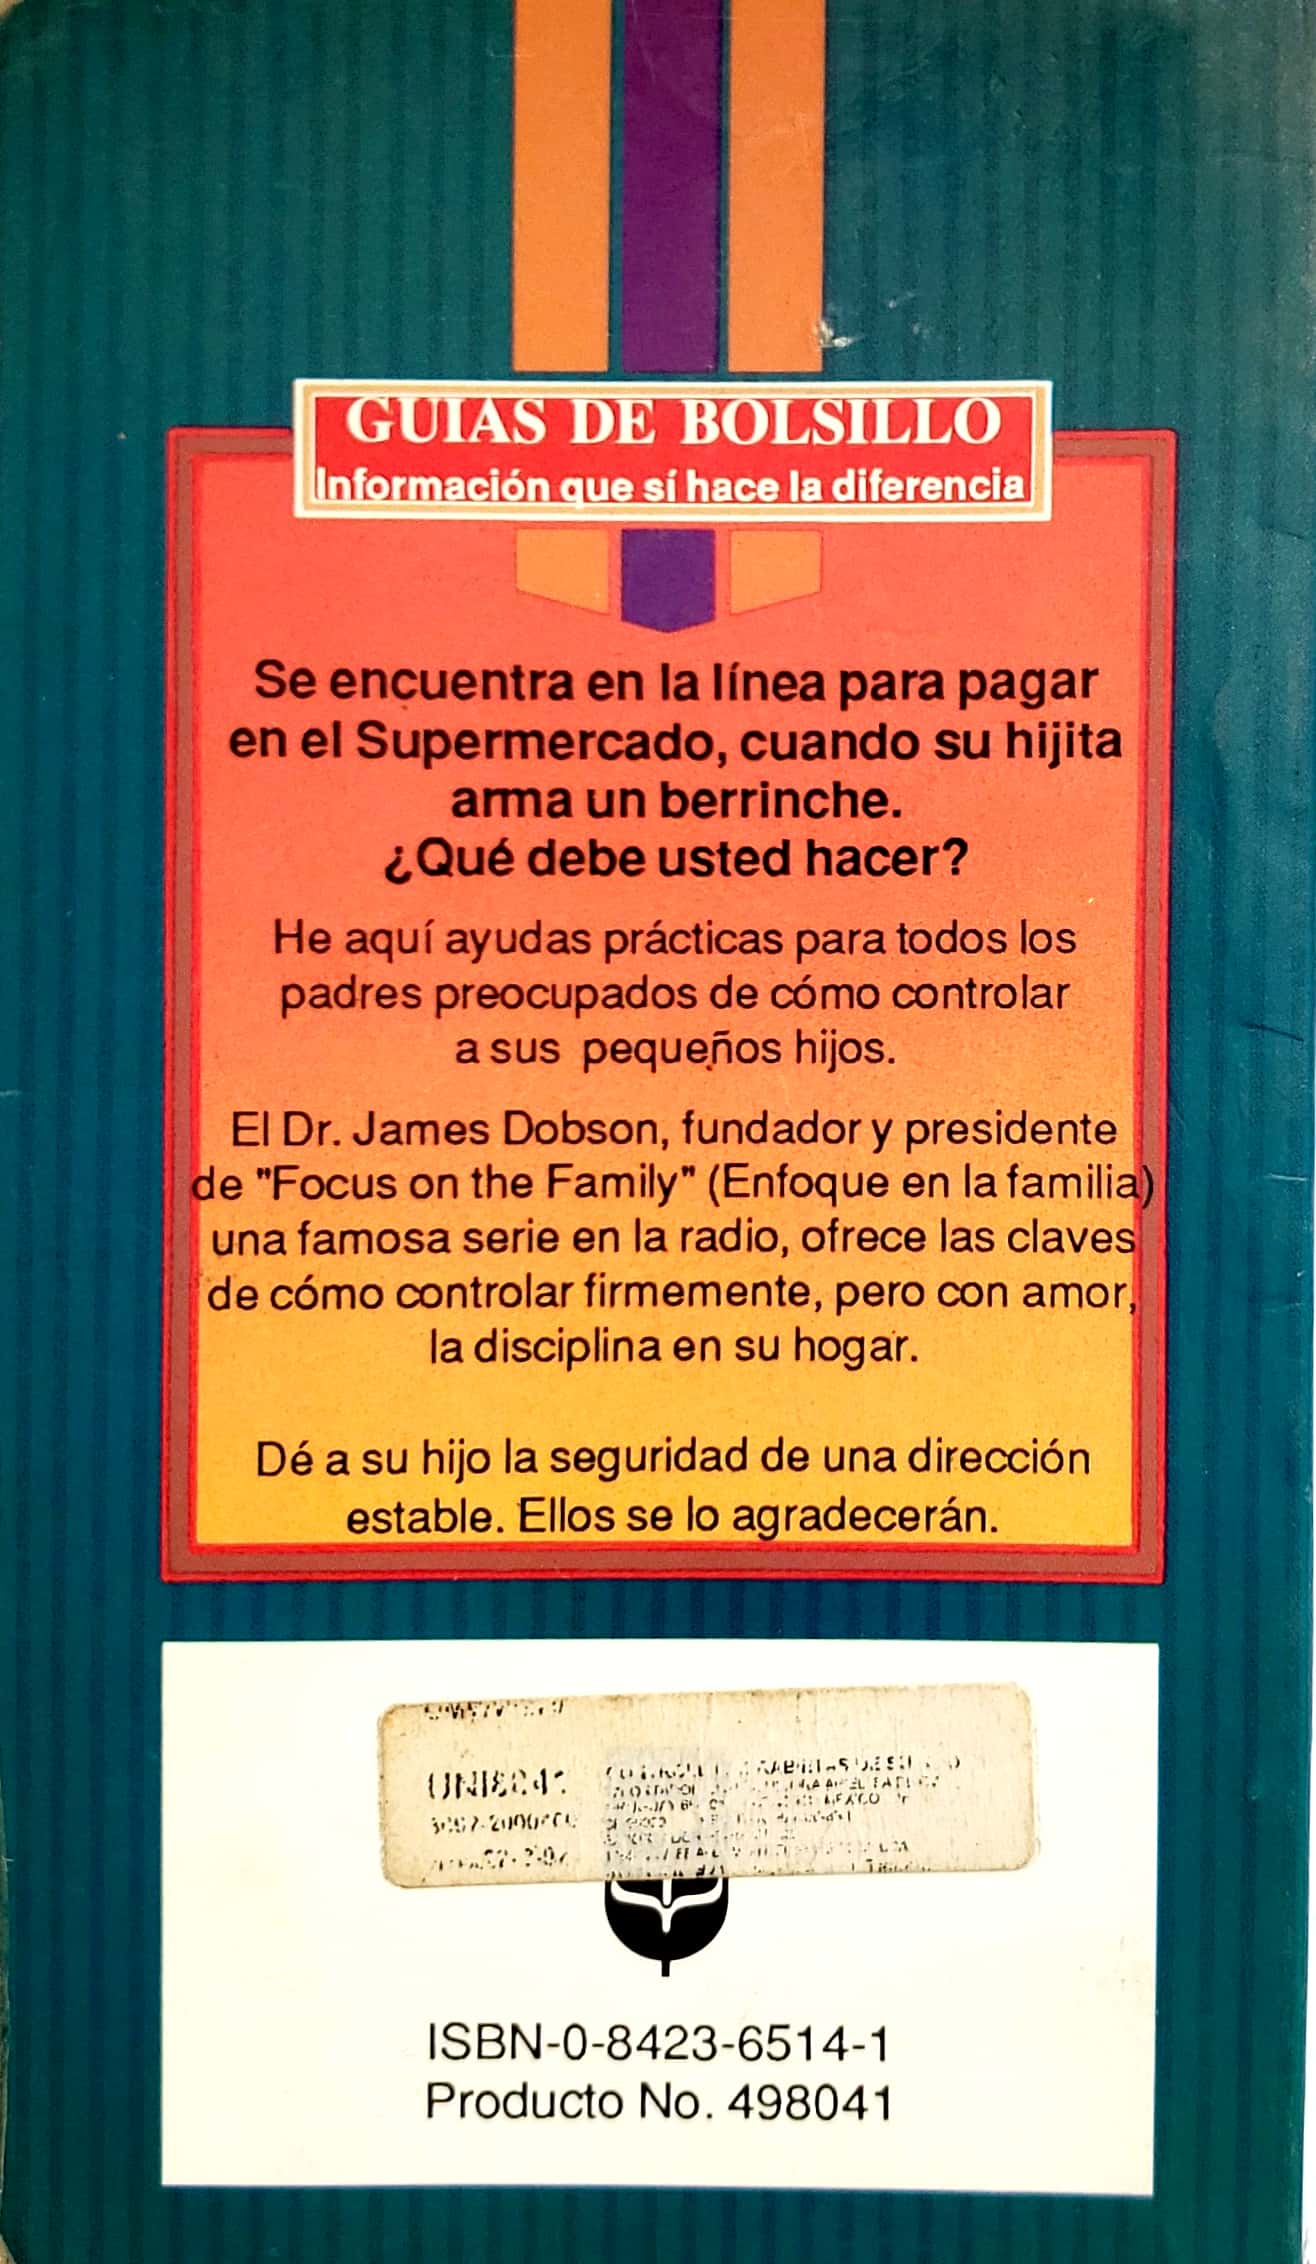 GUIAS DE BOLSILLO
Información que sí hace la diferencia
Se encuentra en la línea para pagar
en el Supermercado, cuando su hijita
arma un berrinche.
¿Qué debe usted hacer?
He aquí ayudas prácticas para todos los
padres preocupados de cómo controlar
a sus pequeños hijos.
El Dr. James Dobson, fundador y presidente
de "Focus on the Family" (Enfoque en la familia)
una famosa serie en la radio, ofrece las claves
de cómo controlar firmemente, pero con amor,
la disciplina en su hogar.
Dé a su hijo la seguridad de una dirección
estable. Ellos se lo agradecerán.
ISBN-0-8423-6514-1
Producto No. 498041